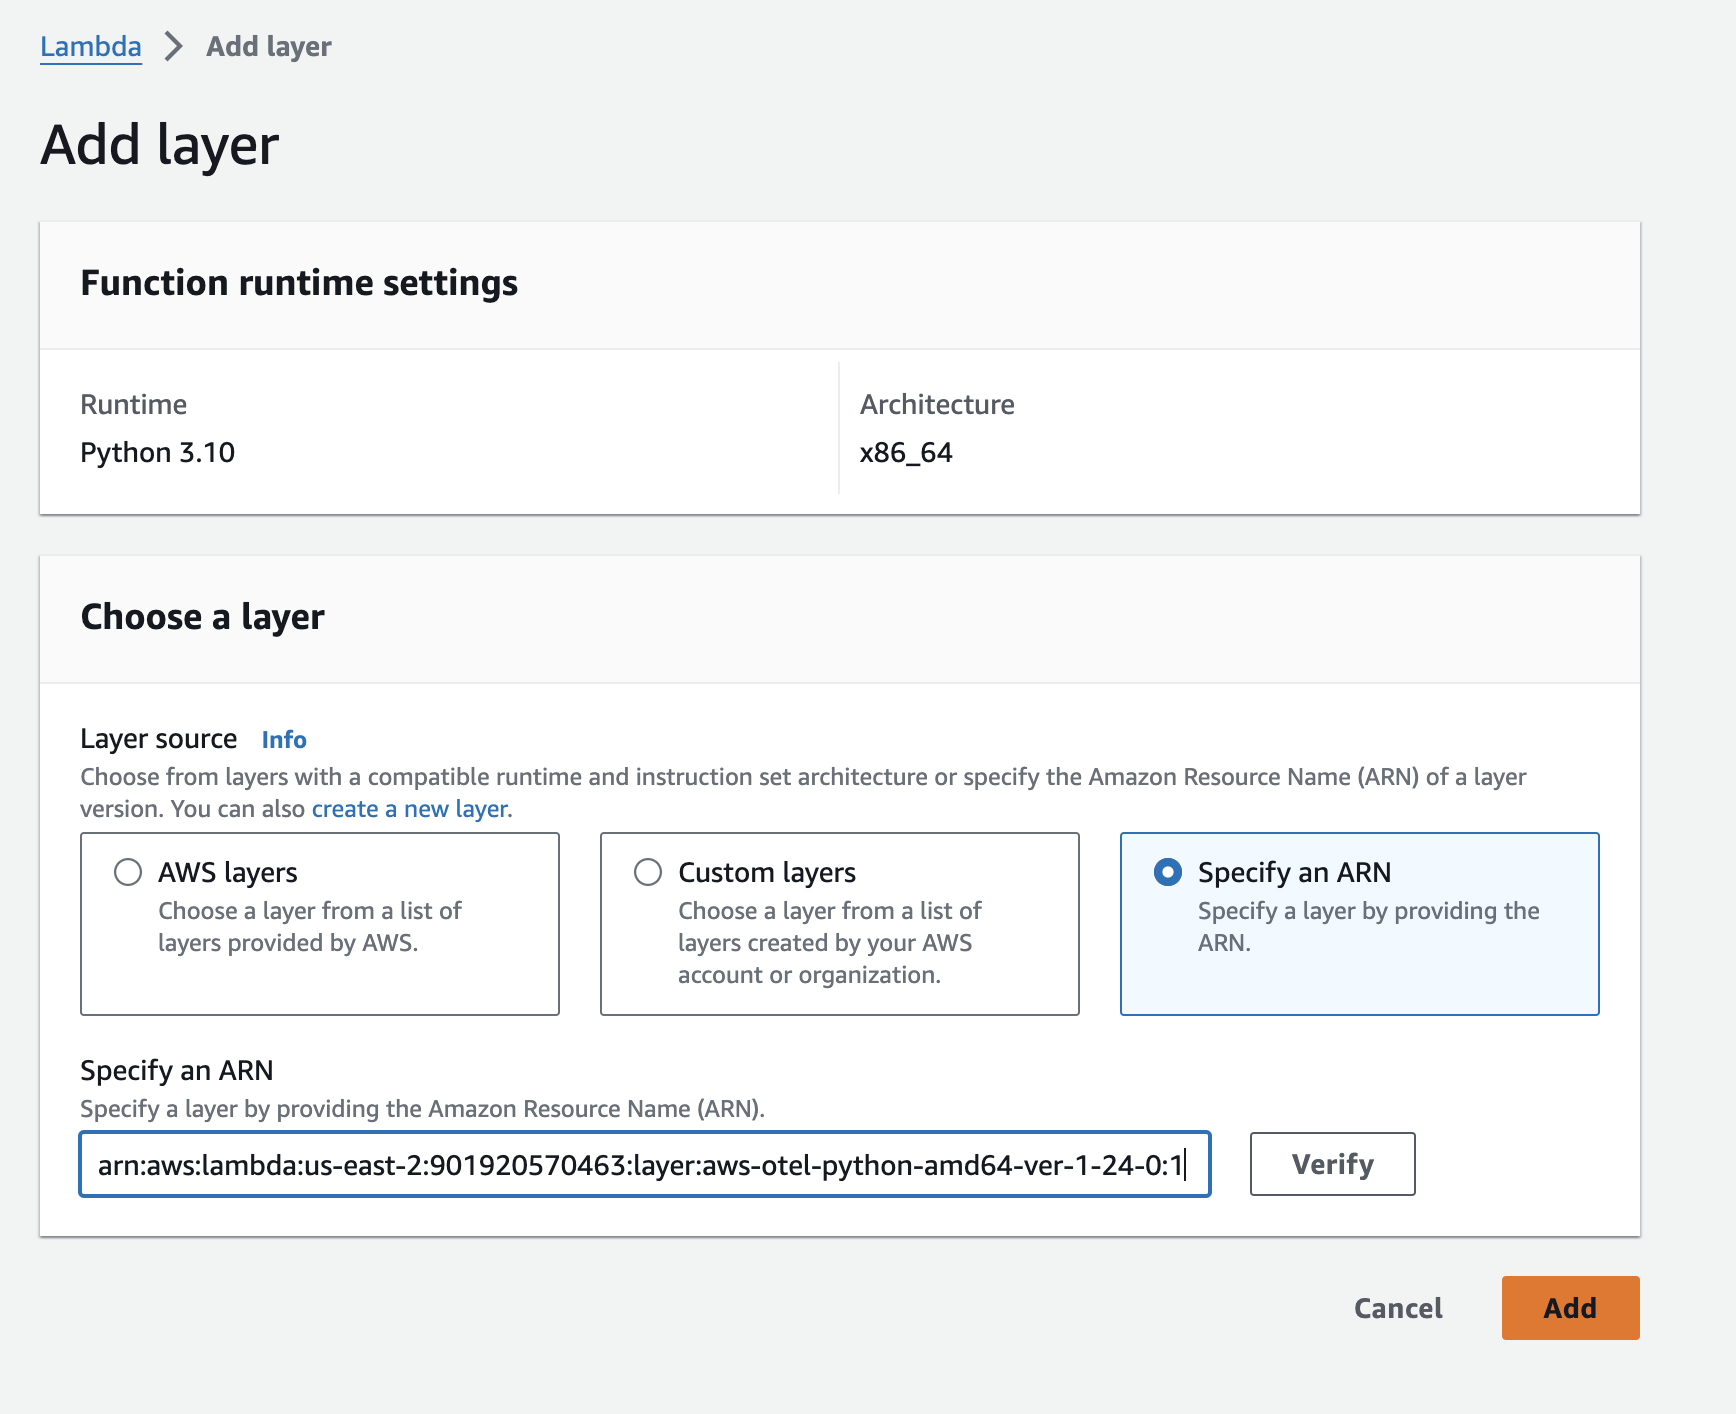 Lambda > Add layer
Add layer
Function runtime settings
Runtime
Python 3.10
Architecture
x86_64
Choose a layer
Layer source Info
Choose from layers with a compatible runtime and instruction set architecture or specify the Amazon Resource Name (ARN) of a layer
version. You can also create a new layer.
AWS layers
Choose a layer from a list of
layers provided by AWS.
Custom layers
Choose a layer from a list of
layers created by your AWS
account or organization.
Specify an ARN
Specify a layer by providing the
ARN.
Specify an ARN
Specify a layer by providing the Amazon Resource Name (ARN).
arn:aws:lambda:us-east-2:901920570463:layer:aws-otel-python-amd64-ver-1-24-0:1
Verify
Cancel
Add